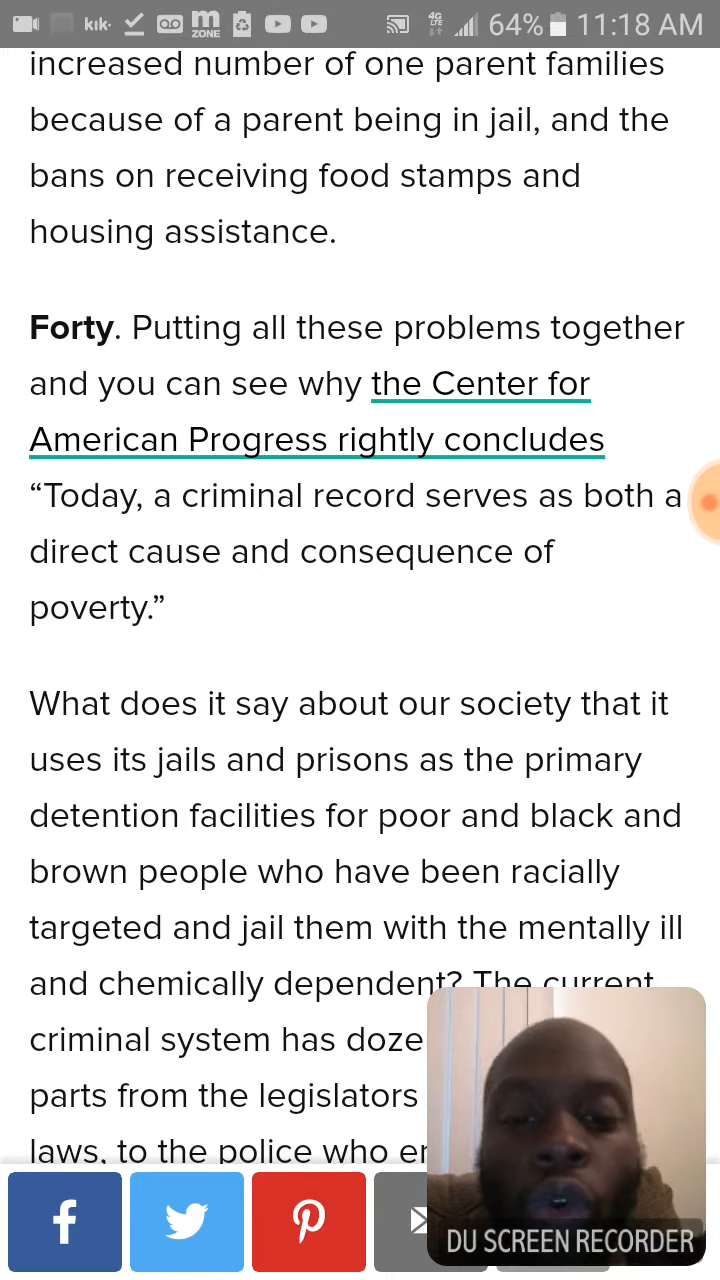 kik.
m
ZONE
4G
LTE
64%
11:18 AM
increased number of one parent families
because of a parent being in jail, and the
bans on receiving food stamps and
housing assistance.
Forty. Putting all these problems together
and you can see why the Center for
American Progress rightly concludes
“Today, a criminal record serves as both a
direct cause and consequence of
poverty.”
What does it say about our society that it
uses its jails and prisons as the primary
detention facilities for poor and black and
brown people who have been racially
targeted and jail them with the mentally ill
and chemically dependent? The current
criminal system has doze
parts from the legislators
laws, to the police who
DU SCREEN RECORDER